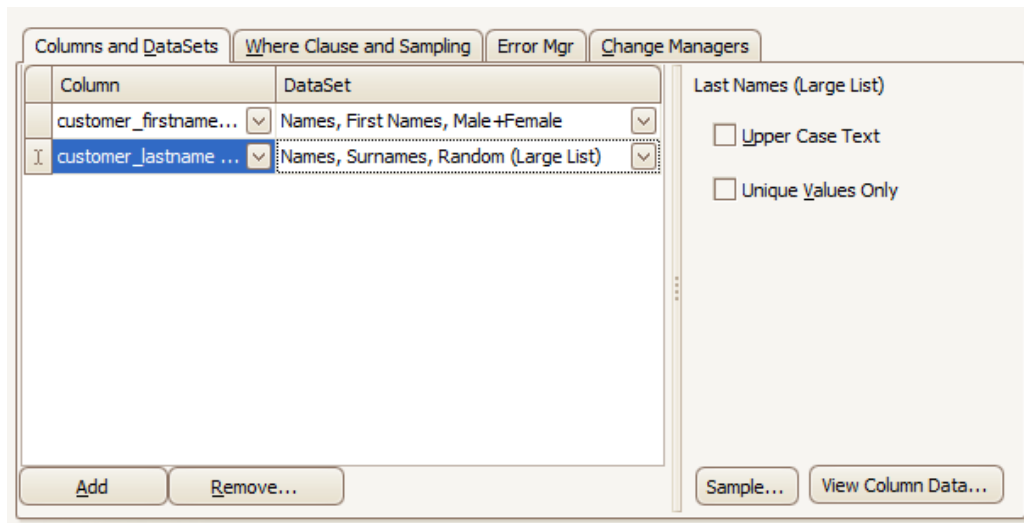 Columns and DataSets Where Clause and Sampling Error Mgr Change Managers
Column DataSet Last Names (Large List)
customer_firstname... Names, First Names, Male+Female
Upper Case Text
customer_lastname ... Names, Surnames, Random (Large List)
Unique Values Only
Add Remove... Sample... View Column Data...